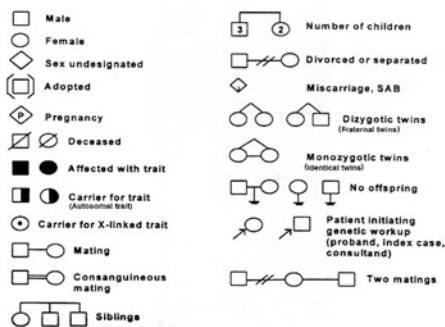 Male
Female
Sex undesignated
Adopted
P
Pregnancy
Deceased
Affected with trait
Carrier for trait
(Autosomal trait)
Carrier for X-linked trait
Mating
Consanguineous
mating
Siblings
3 2
Number of children
Divorced or separated
Miscarriage, SAB
Dizygotic twins
(Fraternal twins)
Monozygotic twins
(Identical twins)
No offspring
Patient initiating
genetic workup
(proband, index case,
consultand)
Two matings